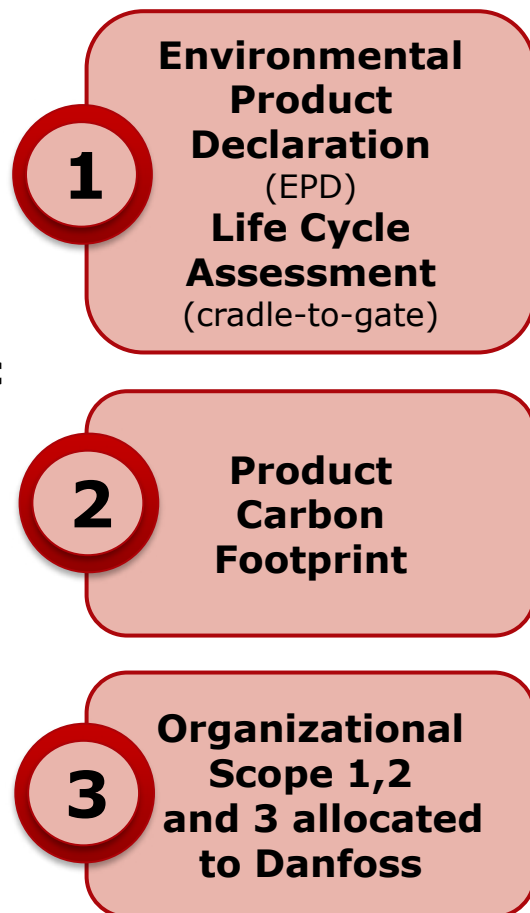 1
Environmental
Product
Declaration
(EPD)
Life Cycle
Assessment
(cradle-to-gate)
:
2
Product
Carbon
Footprint
3
Organizational
Scope 1,2
and 3 allocated
to Danfoss